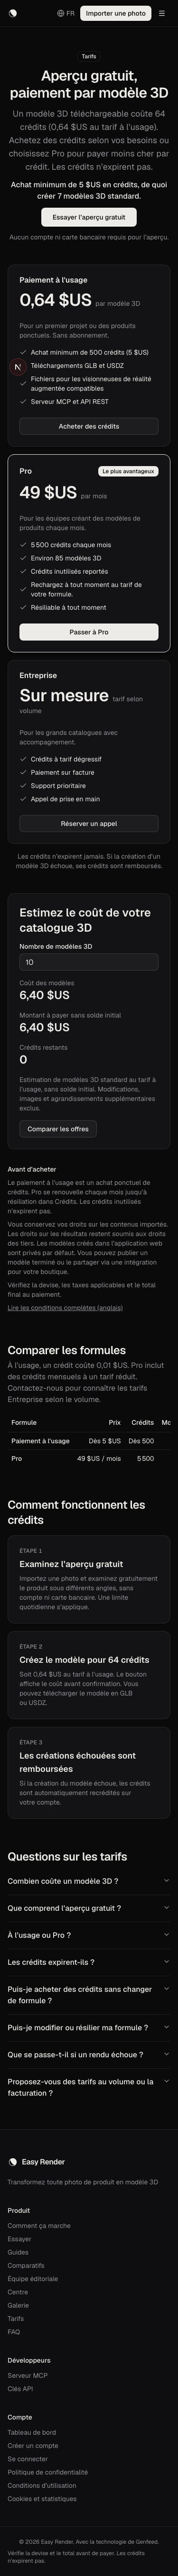 FR
Importer une photo
Tarifs
Aperçu gratuit,
paiement par modèle 3D
Un modèle 3D téléchargeable coûte 64
crédits (0,64 $US au tarif à l'usage).
Achetez des crédits selon vos besoins ou
choisissez Pro pour payer moins cher par
crédit. Les crédits n'expirent pas.
Achat minimum de 5 $US en crédits, de quoi
créer 7 modèles 3D standard.
Essayer l'aperçu gratuit
Aucun compte ni carte bancaire requis pour l'aperçu.
Paiement à l'usage
0,64 $US par modèle 3D
Pour un premier projet ou des produits
ponctuels. Sans abonnement.
Achat minimum de 500 crédits (5 $US)
Téléchargements GLB et USDZ
Fichiers pour les visionneuses de réalité
augmentée compatibles
Serveur MCP et API REST
Acheter des crédits
Pro
Le plus avantageux
49 $US par mois
Pour les équipes créant des modèles de
produits chaque mois.
5 500 crédits chaque mois
Environ 85 modèles 3D
Crédits inutilisés reportés
Rechargez à tout moment au tarif de
votre formule.
Résiliable à tout moment
Passer à Pro
Entreprise
Sur mesure tarif selon
volume
Pour les grands catalogues avec
accompagnement.
Crédits à tarif dégressif
Paiement sur facture
Support prioritaire
Appel de prise en main
Réserver un appel
Les crédits n'expirent jamais. Si la création d'un
modèle 3D échoue, ses crédits sont remboursés.
Estimez le coût de votre
catalogue 3D
Nombre de modèles 3D
10
Coût des modèles
6,40 $US
Montant à payer sans solde initial
6,40 $US
Crédits restants
0
Estimation de modèles 3D standard au tarif à
l'usage, sans solde initial. Modifications,
images et agrandissements supplémentaires
exclus.
Comparer les offres
Avant d'acheter
Le paiement à l'usage est un achat ponctuel de
crédits. Pro se renouvelle chaque mois jusqu'à
résiliation dans Crédits. Les crédits inutilisés
n'expirent pas.
Vous conservez vos droits sur les contenus importés.
Les droits sur les résultats restent soumis aux droits
des tiers. Les modèles créés dans l'application web
sont privés par défaut. Vous pouvez publier un
modèle terminé ou le partager via une intégration
pour votre boutique.
Vérifiez la devise, les taxes applicables et le total
final au paiement.
Lire les conditions complètes (anglais)
Comparer les formules
À l'usage, un crédit coûte 0,01 $US. Pro inclut
des crédits mensuels à un tarif réduit.
Contactez-nous pour connaître les tarifs
Entreprise selon le volume.
Formule Prix Crédits Mo
Paiement à l'usage Dès 5 $US Dès 500
Pro 49 $US / mois 5 500
Comment fonctionnent les
crédits
ÉTAPE 1
Examinez l'aperçu gratuit
Importez une photo et examinez gratuitement
le produit sous différents angles, sans
compte ni carte bancaire. Une limite
quotidienne s'applique.
ÉTAPE 2
Créez le modèle pour 64 crédits
Soit 0,64 $US au tarif à l'usage. Le bouton
affiche le coût avant confirmation. Vous
pouvez télécharger le modèle en GLB
ou USDZ.
ÉTAPE 3
Les créations échouées sont
remboursées
Si la création du modèle échoue, les crédits
sont automatiquement recrédités sur
votre compte.
Questions sur les tarifs
Combien coûte un modèle 3D ?
Que comprend l'aperçu gratuit ?
À l'usage ou Pro ?
Les crédits expirent-ils ?
Puis-je acheter des crédits sans changer
de formule ?
Puis-je modifier ou résilier ma formule ?
Que se passe-t-il si un rendu échoue ?
Proposez-vous des tarifs au volume ou la
facturation ?
Easy Render
Transformez toute photo de produit en modèle 3D
Produit
Comment ça marche
Essayer
Guides
Comparatifs
Équipe éditoriale
Centre
Galerie
Tarifs
FAQ
Développeurs
Serveur MCP
Clés API
Compte
Tableau de bord
Créer un compte
Se connecter
Politique de confidentialité
Conditions d'utilisation
Cookies et statistiques
© 2026 Easy Render. Avec la technologie de Genfeed.
Vérifie la devise et le total avant de payer. Les crédits
n'expirent pas.